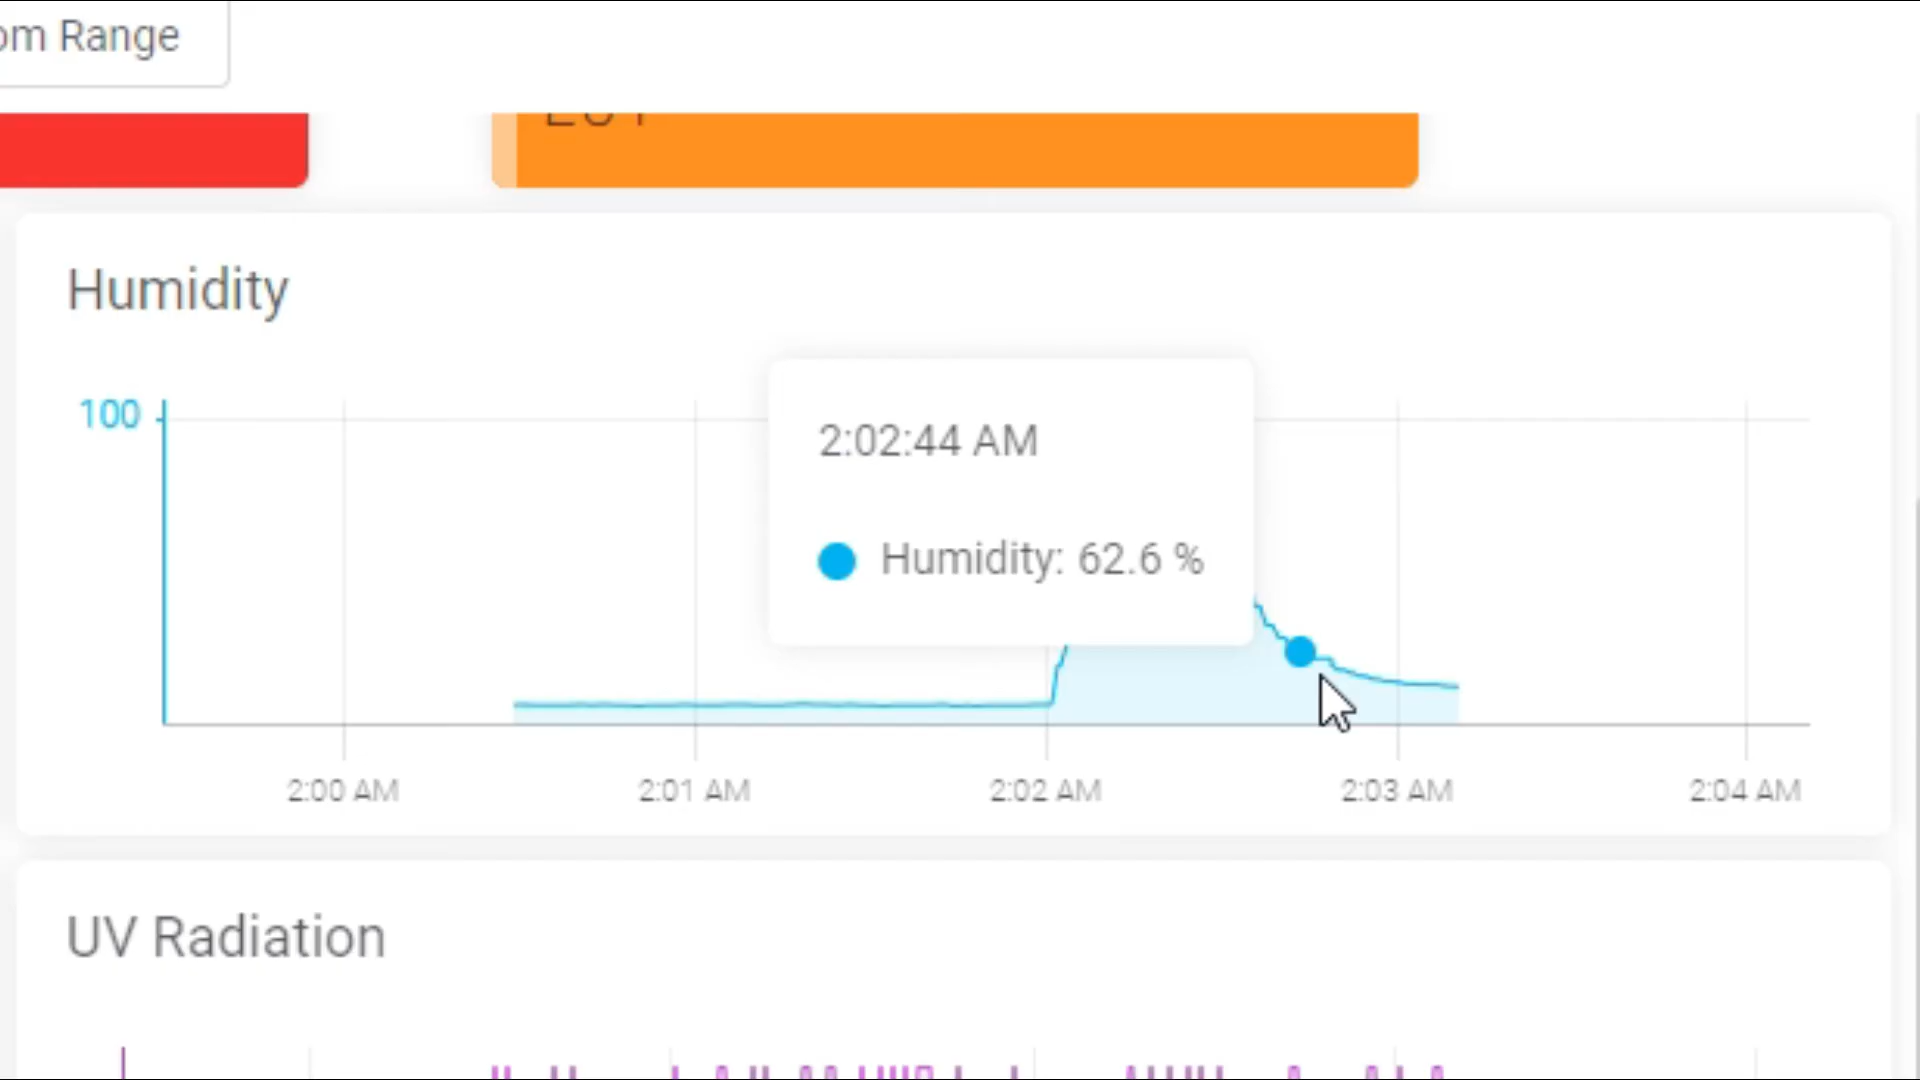 om Range
Humidity
100
2:02:44 AM
Humidity: 62.6 %
2:00 AM 2:01 AM 2:02 AM 2:03 AM 2:04 AM
UV Radiation